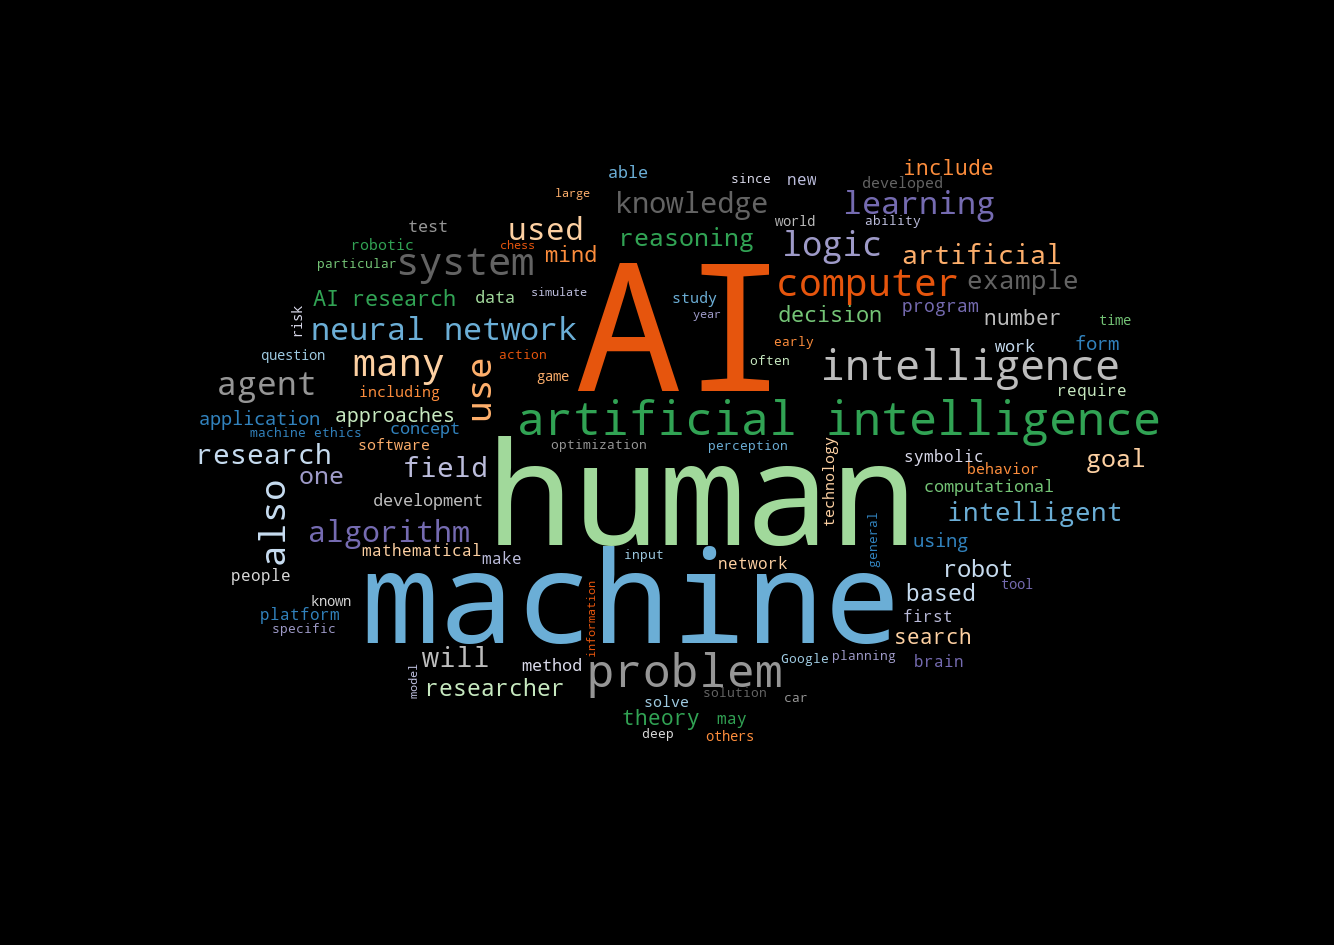 include
able
since
new
developed
large
knowledge
learning
test
used
world
ability
robotic
chess
mind
reasoning
logic
artificial
particular
system
computer
example
AI
AI research
data
simulate
study
year
decision
program
number
time
risk
neural network
early
work
form
question
many
action
often
intelligence
agent
game
use
including
require
application
approaches
concept
artificial intelligence
machine ethics
software
optimization
perception
research
one
field
human
technology
symbolic
behavior
goal
computational
also
development
algorithm
general
intelligent
using
mathematical
make
input
network
robot
people
machine
based
tool
known
platform
specific
information
first
search
will
method
problem
Google
planning
brain
model
researcher
solution
car
solve
theory
may
deep
others